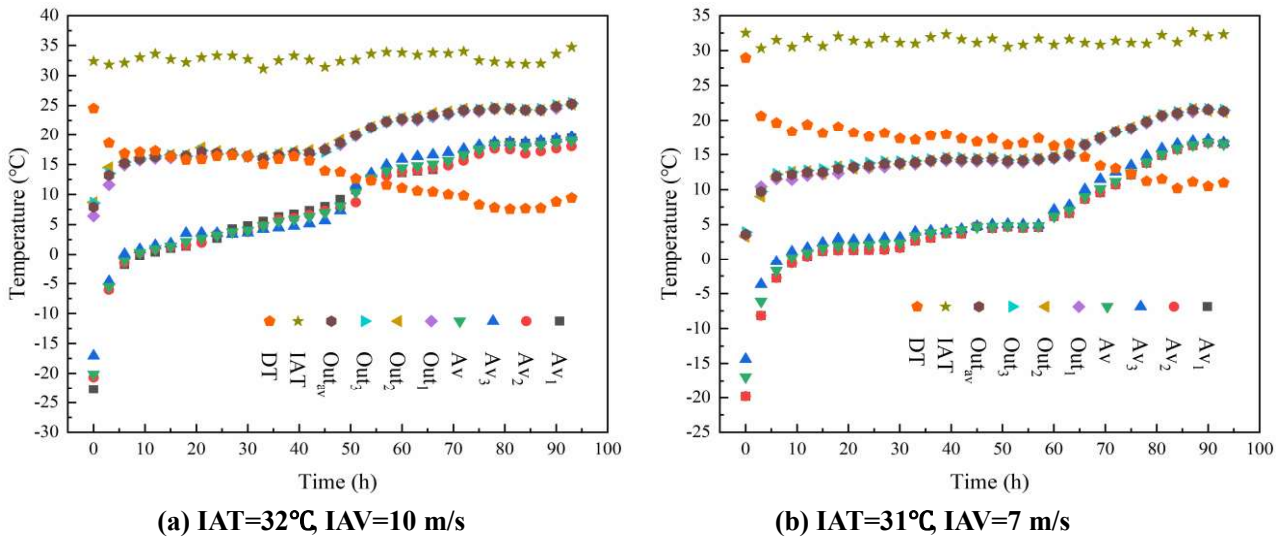 40
35
30
25
20
15
10
5
0
-5
-10
-15
-20
-25
-30
Temperature (℃)
DT
IAT
Out_av
Out_3
Out_2
Out_1
Av
Av_3
Av_2
Av_1
0 10 20 30 40 50 60 70 80 90 100
Time (h)
(a) IAT=32℃, IAV=10 m/s
35
30
25
20
15
10
5
0
-5
-10
-15
-20
-25
Temperature (℃)
DT
IAT
Out_av
Out_3
Out_2
Out_1
Av
Av_3
Av_2
Av_1
0 10 20 30 40 50 60 70 80 90 100
Time (h)
(b) IAT=31℃, IAV=7 m/s